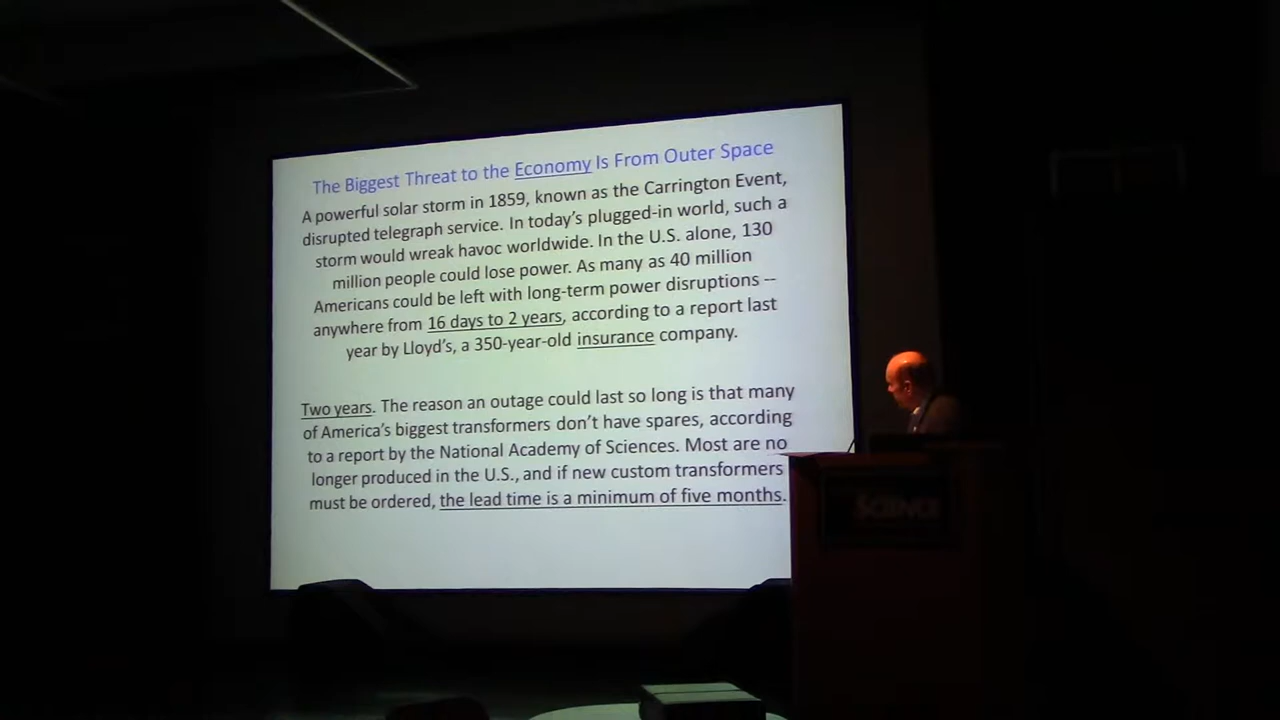 The Biggest Threat to the Economy Is From Outer Space
A powerful solar storm in 1859, known as the Carrington Event,
disrupted telegraph service. In today's plugged-in world, such a
storm would wreak havoc worldwide. In the U.S. alone, 130
million people could lose power. As many as 40 million
Americans could be left with long-term power disruptions --
anywhere from 16 days to 2 years, according to a report last
year by Lloyd's, a 350-year-old insurance company.
Two years. The reason an outage could last so long is that many
of America's biggest transformers don't have spares, according
to a report by the National Academy of Sciences. Most are no
longer produced in the U.S., and if new custom transformers
must be ordered, the lead time is a minimum of five months.
SCIENCE